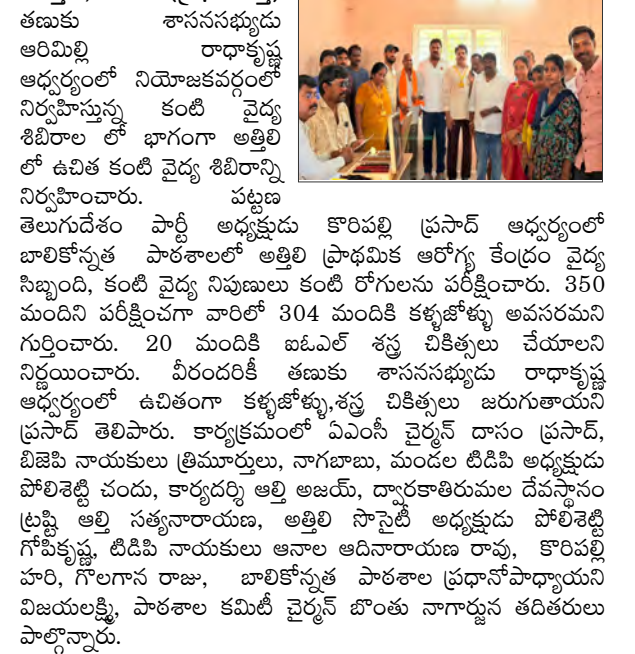 తణుకు శాసనసభ్యుడు
ఆరిమిల్లి రాధాకృష్ణ
ఆధ్వర్యంలో నియోజకవర్గంలో
నిర్వహిస్తున్న కంటి వైద్య
శిబిరాల లో భాగంగా అత్తిలి
లో ఉచిత కంటి వైద్య శిబిరాన్ని
నిర్వహించారు. పట్టణ
తెలుగుదేశం పార్టీ అధ్యక్షుడు కొరిపల్లి ప్రసాద్ ఆధ్వర్యంలో
బాలికోన్నత పాఠశాలలో అత్తిలి ప్రాథమిక ఆరోగ్య కేంద్రం వైద్య
సిబ్బంది, కంటి వైద్య నిపుణులు కంటి రోగులను పరీక్షించారు. 350
మందిని పరీక్షించగా వారిలో 304 మందికి కళ్ళజోళ్ళు అవసరమని
గుర్తించారు. 20 మందికి ఐఓఎల్ శస్త్ర చికిత్సలు చేయాలని
నిర్ణయించారు. వీరందరికీ తణుకు శాసనసభ్యుడు రాధాకృష్ణ
ఆధ్వర్యంలో ఉచితంగా కళ్ళజోళ్ళు,శస్త్ర చికిత్సలు జరుగుతాయని
ప్రసాద్ తెలిపారు. కార్యక్రమంలో ఏఎంసీ చైర్మన్ దాసం ప్రసాద్,
బిజెపి నాయకులు త్రిమూర్తులు, నాగబాబు, మండల టిడిపి అధ్యక్షుడు
పోలిశెట్టి చందు, కార్యదర్శి ఆల్తి అజయ్, ద్వారకాతిరుమల దేవస్థానం
ట్రష్టి ఆల్తి సత్యనారాయణ, అత్తిలి సొసైటీ అధ్యక్షుడు పోలిశెట్టి
గోపికృష్ణ, టిడిపి నాయకులు ఆనాల ఆదినారాయణ రావు, కొరిపల్లి
హరి, గొలగాన రాజు, బాలికోన్నత పాఠశాల ప్రధానోపాధ్యాయని
విజయలక్ష్మి, పాఠశాల కమిటీ చైర్మన్ బొంతు నాగార్జున తదితరులు
పాల్గొన్నారు.